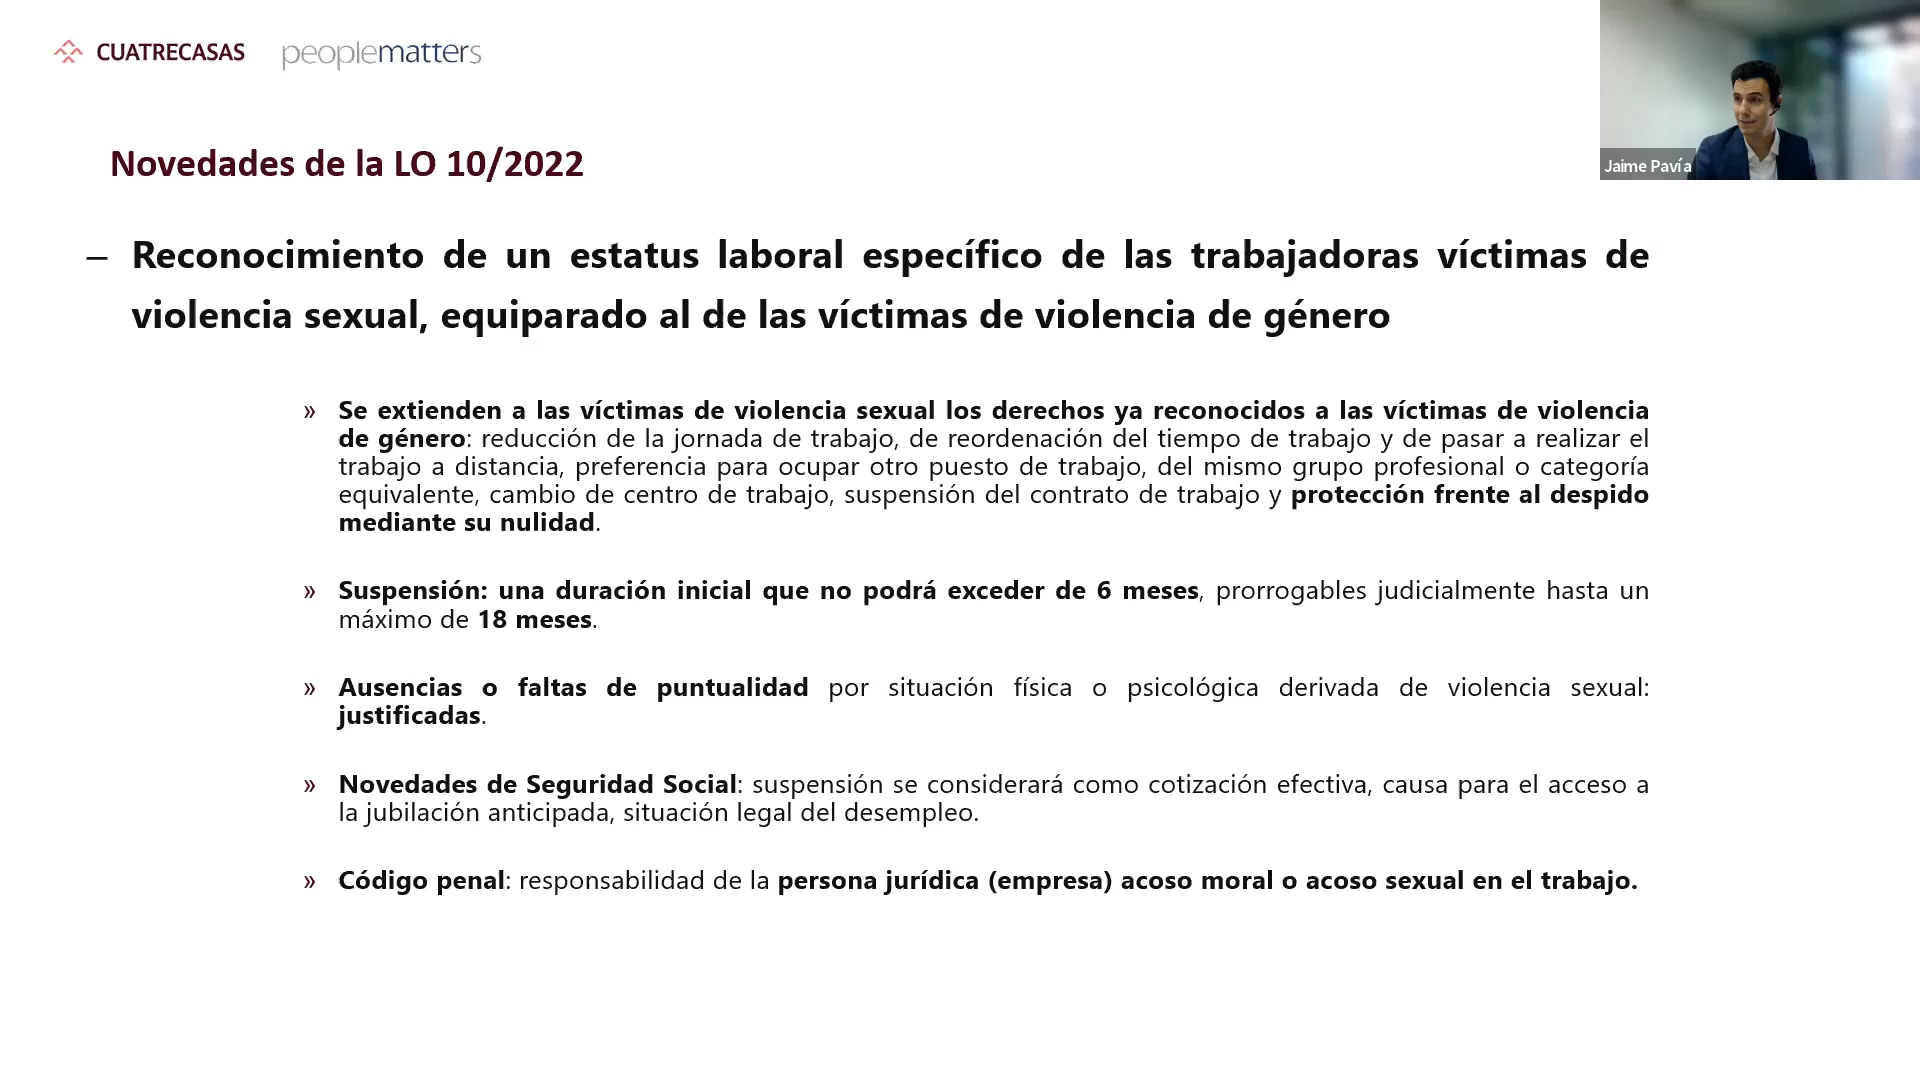 CUATRECASAS peoplematters
Jaime Pavía
Novedades de la LO 10/2022
– Reconocimiento de un estatus laboral específico de las trabajadoras víctimas de
violencia sexual, equiparado al de las víctimas de violencia de género
» Se extienden a las víctimas de violencia sexual los derechos ya reconocidos a las víctimas de violencia
de género: reducción de la jornada de trabajo, de reordenación del tiempo de trabajo y de pasar a realizar el
trabajo a distancia, preferencia para ocupar otro puesto de trabajo, del mismo grupo profesional o categoría
equivalente, cambio de centro de trabajo, suspensión del contrato de trabajo y protección frente al despido
mediante su nulidad.
» Suspensión: una duración inicial que no podrá exceder de 6 meses, prorrogables judicialmente hasta un
máximo de 18 meses.
» Ausencias o faltas de puntualidad por situación física o psicológica derivada de violencia sexual:
justificadas.
» Novedades de Seguridad Social: suspensión se considerará como cotización efectiva, causa para el acceso a
la jubilación anticipada, situación legal del desempleo.
» Código penal: responsabilidad de la persona jurídica (empresa) acoso moral o acoso sexual en el trabajo.